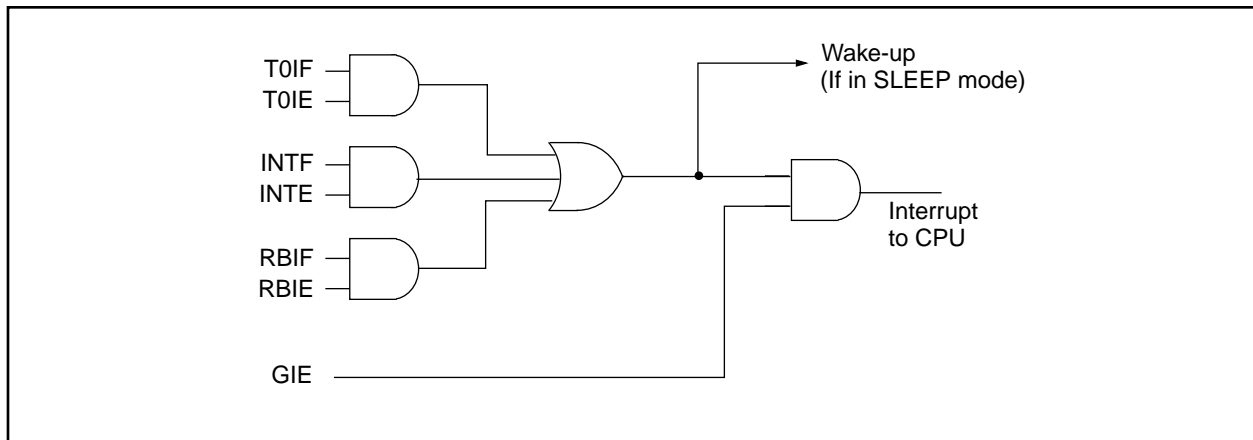 T0IF
T0IE
INTF
INTE
RBIF
RBIE
GIE
Wake-up
(If in SLEEP mode)
Interrupt
to CPU